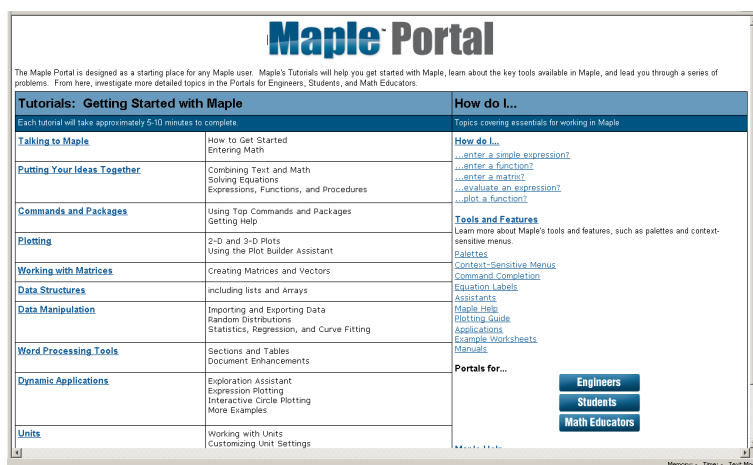 Maple™ Portal
The Maple Portal is designed as a starting place for any Maple user. Maple's Tutorials will help you get started with Maple, learn about the key tools available in Maple, and lead you through a series of
problems. From here, investigate more detailed topics in the Portals for Engineers, Students, and Math Educators.
Tutorials: Getting Started with Maple
Each tutorial will take approximately 5-10 minutes to complete.
Talking to Maple
How to Get Started
Entering Math
Putting Your Ideas Together
Combining Text and Math
Solving Equations
Expressions, Functions, and Procedures
Commands and Packages
Using Top Commands and Packages
Getting Help
Plotting
2-D and 3-D Plots
Using the Plot Builder Assistant
Working with Matrices
Creating Matrices and Vectors
Data Structures
including lists and Arrays
Data Manipulation
Importing and Exporting Data
Random Distributions
Statistics, Regression, and Curve Fitting
Word Processing Tools
Sections and Tables
Document Enhancements
Dynamic Applications
Exploration Assistant
Expression Plotting
Interactive Circle Plotting
More Examples
Units
Working with Units
Customizing Unit Settings
How do I...
Topics covering essentials for working in Maple
How do I...
...enter a simple expression?
...enter a function?
...enter a matrix?
...evaluate an expression?
...plot a function?
Tools and Features
Learn more about Maple's tools and features, such as palettes and context-
sensitive menus.
Palettes
Context-Sensitive Menus
Command Completion
Equation Labels
Assistants
Maple Help
Plotting Guide
Applications
Example Worksheets
Manuals
Portals for...
Engineers
Students
Math Educators
Maple Help